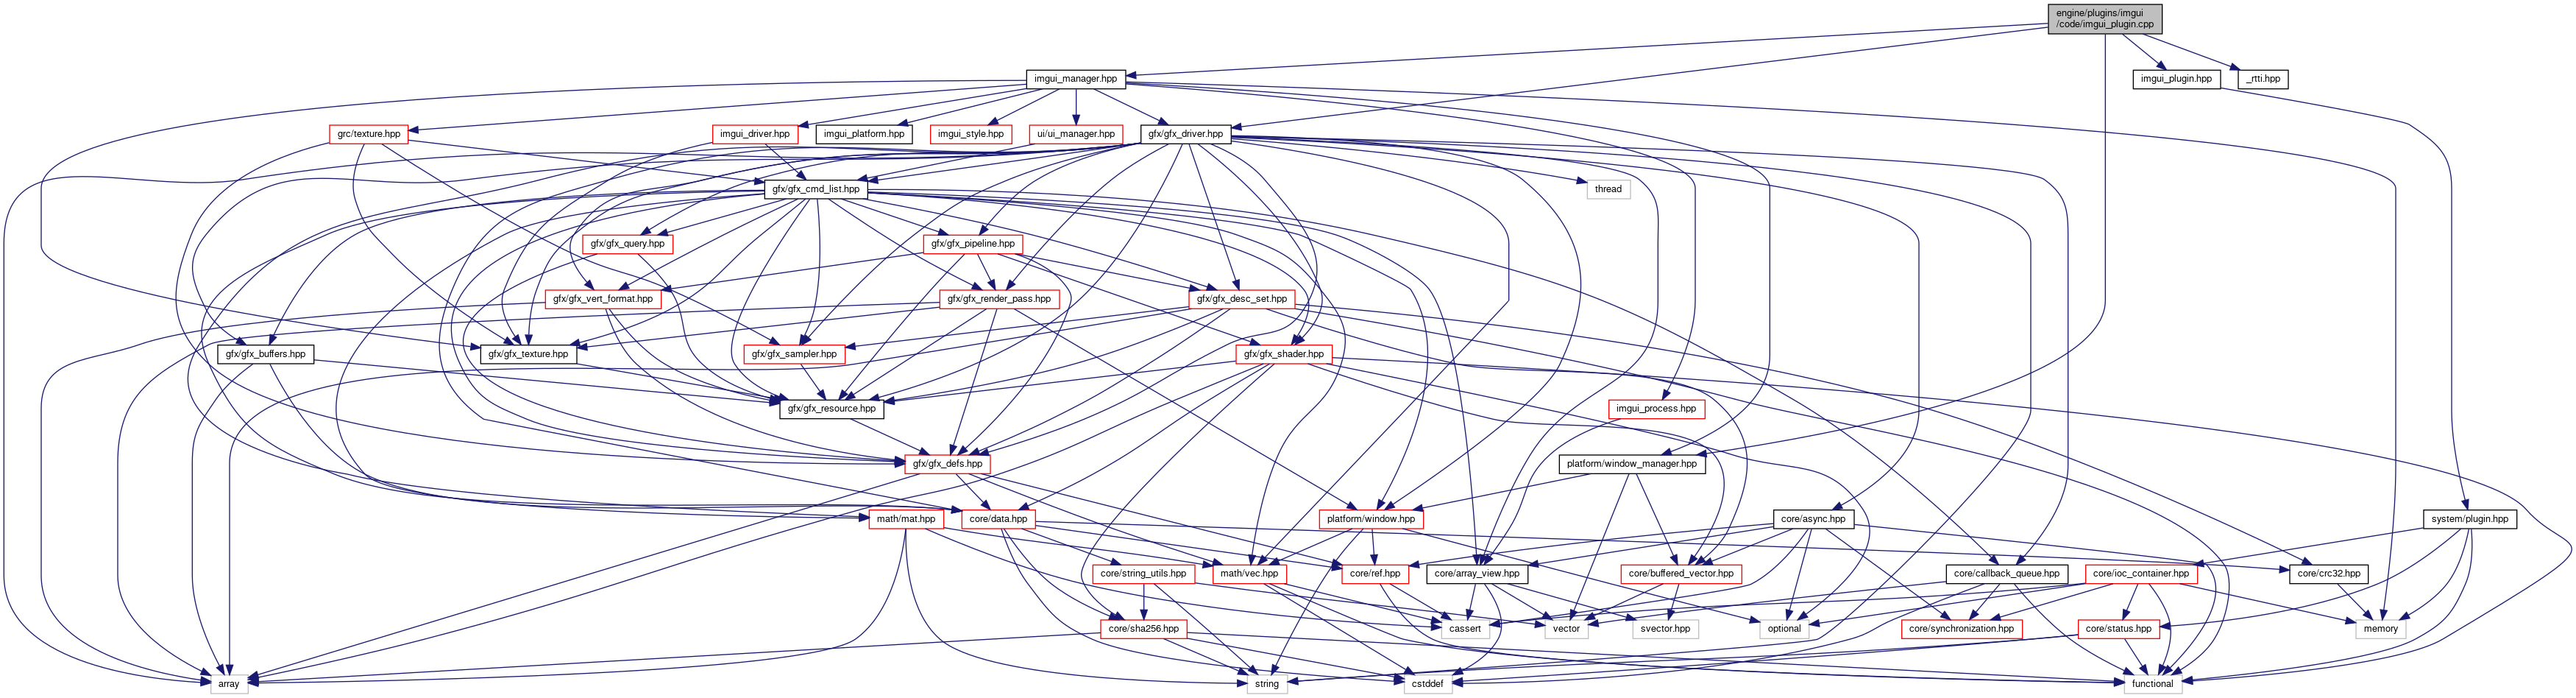 engine/plugins/imgui
/code/imgui_plugin.cpp
imgui_manager.hpp
imgui_plugin.hpp
_rtti.hpp
grc/texture.hpp
imgui_driver.hpp
imgui_platform.hpp
imgui_style.hpp
ui/ui_manager.hpp
gfx/gfx_driver.hpp
gfx/gfx_cmd_list.hpp
thread
gfx/gfx_query.hpp
gfx/gfx_pipeline.hpp
gfx/gfx_vert_format.hpp
gfx/gfx_render_pass.hpp
gfx/gfx_desc_set.hpp
gfx/gfx_buffers.hpp
gfx/gfx_texture.hpp
gfx/gfx_sampler.hpp
gfx/gfx_shader.hpp
gfx/gfx_resource.hpp
imgui_process.hpp
gfx/gfx_defs.hpp
platform/window_manager.hpp
math/mat.hpp
core/data.hpp
platform/window.hpp
core/async.hpp
system/plugin.hpp
core/string_utils.hpp
math/vec.hpp
core/ref.hpp
core/array_view.hpp
core/buffered_vector.hpp
core/callback_queue.hpp
core/ioc_container.hpp
core/crc32.hpp
core/sha256.hpp
cassert
vector
svector.hpp
optional
core/synchronization.hpp
core/status.hpp
memory
array
string
cstddef
functional